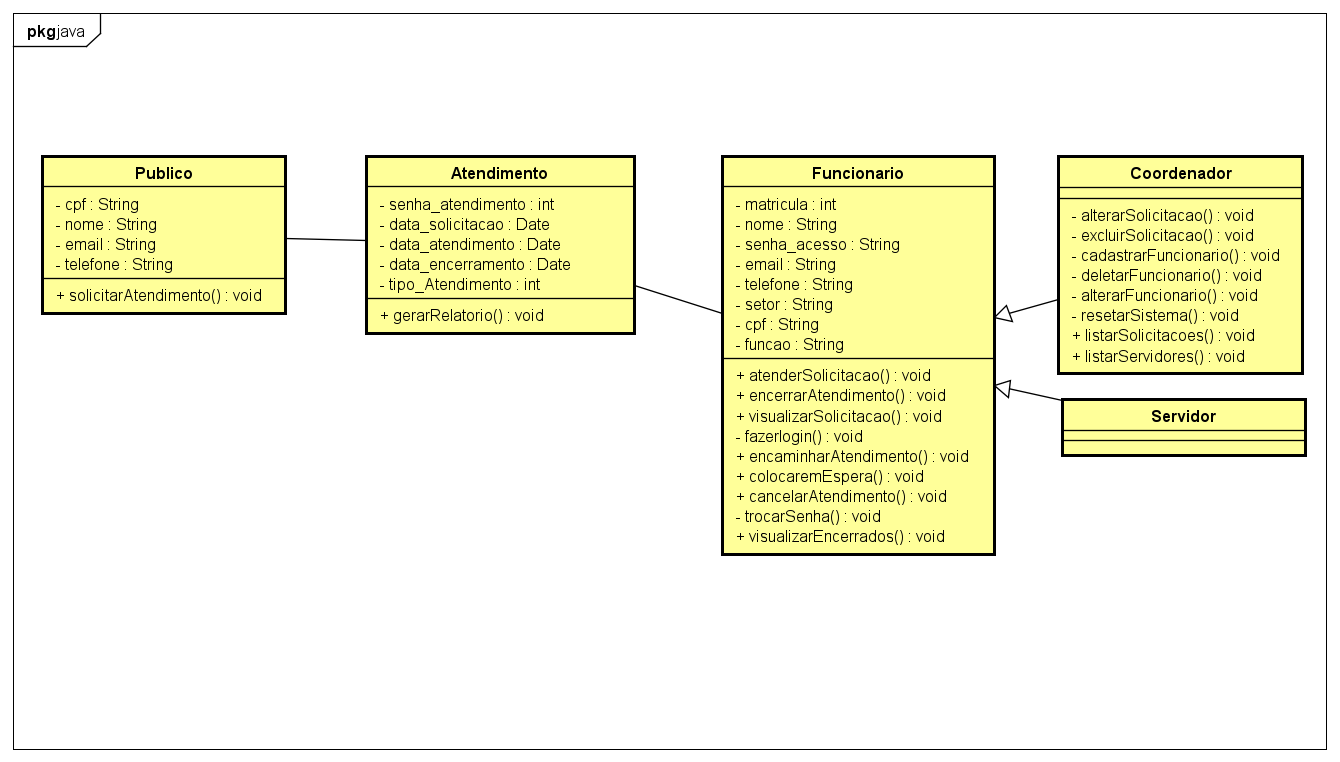 pkg java
Publico
- cpf : String
- nome : String
- email : String
- telefone : String
+ solicitarAtendimento() : void
Atendimento
- senha_atendimento : int
- data_solicitacao : Date
- data_atendimento : Date
- data_encerramento : Date
- tipo_Atendimento : int
+ gerarRelatorio() : void
Funcionario
- matricula : int
- nome : String
- senha_acesso : String
- email : String
- telefone : String
- setor : String
- cpf : String
- funcao : String
+ atenderSolicitacao() : void
+ encerrarAtendimento() : void
+ visualizarSolicitacao() : void
- fazerlogin() : void
+ encaminharAtendimento() : void
+ colocaremEspera() : void
+ cancelarAtendimento() : void
- trocarSenha() : void
+ visualizarEncerrados() : void
Coordenador
- alterarSolicitacao() : void
- excluirSolicitacao() : void
- cadastrarFuncionario() : void
- deletarFuncionario() : void
- alterarFuncionario() : void
- resetarSistema() : void
+ listarSolicitacoes() : void
+ listarServidores() : void
Servidor